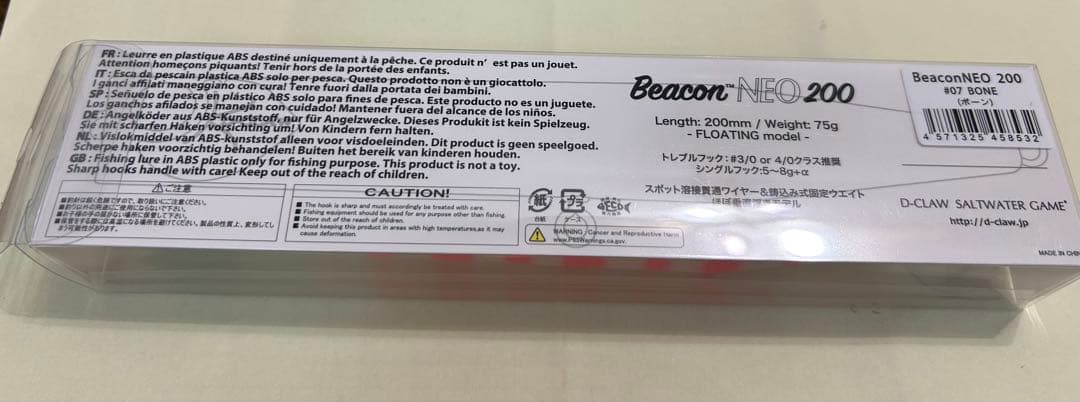 FR : Leurre en plastique ABS destiné uniquement à la pêche. Ce produit n' est pas un jouet.
Attention homeçons piquants! Tenir hors de la portée des enfants.
IT : Esca da pescain plastica ABS solo per pesca. Questo prodotto non è un giocattolo.
I ganci affilati maneggiano con cura! Tenre fuori dalla portata dei bambini.
SP : Señuelo de pesca en plástico ABS solo para fines de pesca. Este producto no es un juguete.
Los ganchos afilados se manejan con cuidado! Mantener fuera del alcance de los niños.
DE : Angelköder aus ABS-Kunststoff, nur für Angelzwecke. Dieses Produkit ist kein Spielzeug.
Sie mit scharfen Haken vorsichtig um! Von Kindern fern halten.
NL : Vislokmiddel van ABS-kunststof alleen voor visdoeleinden. Dit product is geen speelgoed.
Scherpe haken voorzichtig behandelen! Buiten het bereik van kinderen houden.
GB : Fishing lure in ABS plastic only for fishing purpose. This product is not a toy.
Sharp hooks handle with care! Keep out of the reach of children.
⚠ご注意
CAUTION!
■ The hook is sharp and must accordingly be treated with care.
■ Fishing equipment should be used for any purpose other than fishing.
■ Store out of the reach of children.
■ Avoid keeping this product in areas with high temperatures,as it may
cause deformation.
紙
台紙
プラ
ケース
⚠ WARNING: Cancer and Reproductive Harm
www.P65Warnings.ca.gov.
Beacon™ NEO 200
Length: 200mm / Weight: 75g
- FLOATING model -
トレブルフック:#3/0 or 4/0クラス推奨
シングルフック:5〜8g+α
スポット溶接貫通ワイヤー&鋳込み式固定ウエイト
BeaconNEO 200
#07 BONE
(ボーン)
4 571325 458532
D-CLAW SALTWATER GAME
http://d-claw.jp
MADE IN CHIN